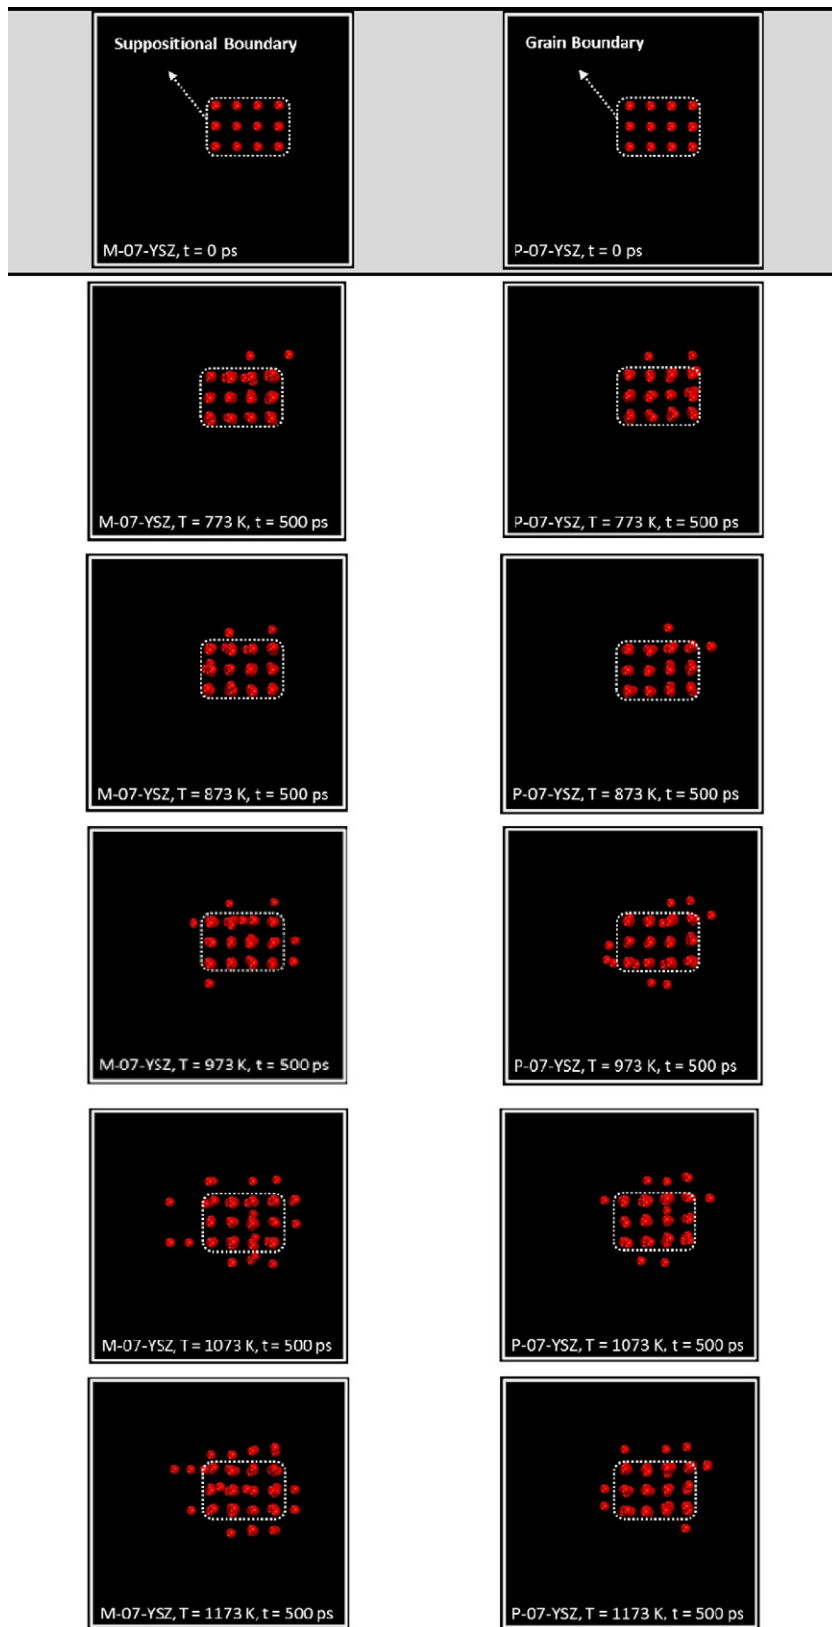 Suppositional Boundary
Grain Boundary
M-07-YSZ, t = 0 ps
P-07-YSZ, t = 0 ps
M-07-YSZ, T = 773 K, t = 500 ps
P-07-YSZ, T = 773 K, t = 500 ps
M-07-YSZ, T = 873 K, t = 500 ps
P-07-YSZ, T = 873 K, t = 500 ps
M-07-YSZ, T = 973 K, t = 500 ps
P-07-YSZ, T = 973 K, t = 500 ps
M-07-YSZ, T = 1073 K, t = 500 ps
P-07-YSZ, T = 1073 K, t = 500 ps
M-07-YSZ, T = 1173 K, t = 500 ps
P-07-YSZ, T = 1173 K, t = 500 ps